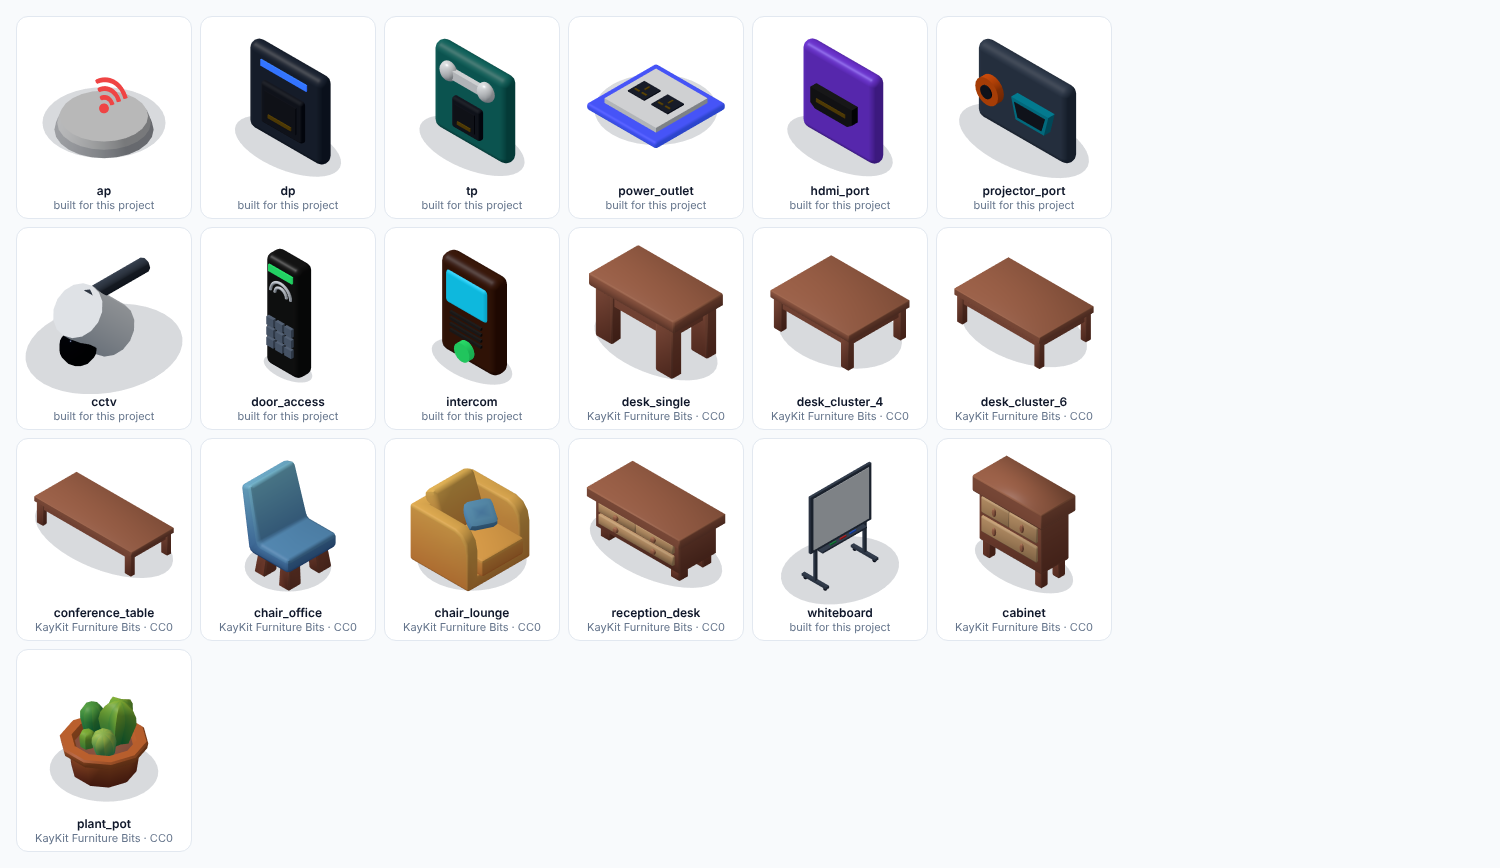 ap
built for this project
dp
built for this project
tp
built for this project
power_outlet
built for this project
hdmi_port
built for this project
projector_port
built for this project
cctv
built for this project
door_access
built for this project
intercom
built for this project
desk_single
KayKit Furniture Bits · CC0
desk_cluster_4
KayKit Furniture Bits · CC0
desk_cluster_6
KayKit Furniture Bits · CC0
conference_table
KayKit Furniture Bits · CC0
chair_office
KayKit Furniture Bits · CC0
chair_lounge
KayKit Furniture Bits · CC0
reception_desk
KayKit Furniture Bits · CC0
whiteboard
built for this project
cabinet
KayKit Furniture Bits · CC0
plant_pot
KayKit Furniture Bits · CC0